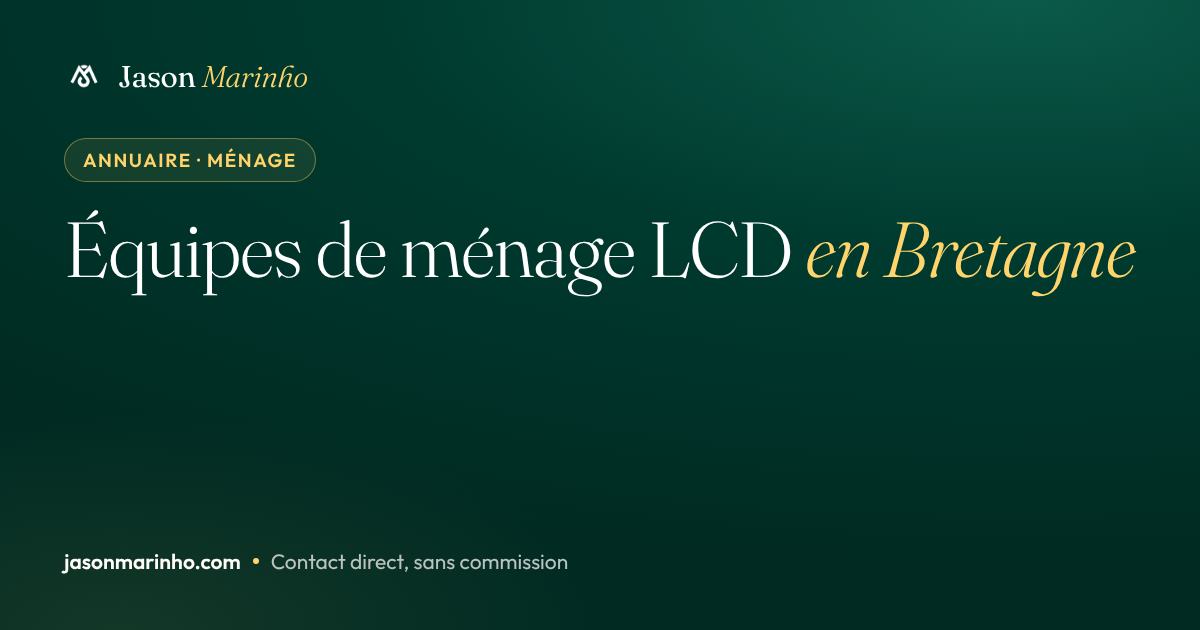 Jason Marinho
ANNUAIRE · MÉNAGE
Équipes de ménage LCD en Bretagne
jasonmarinho.com • Contact direct, sans commission